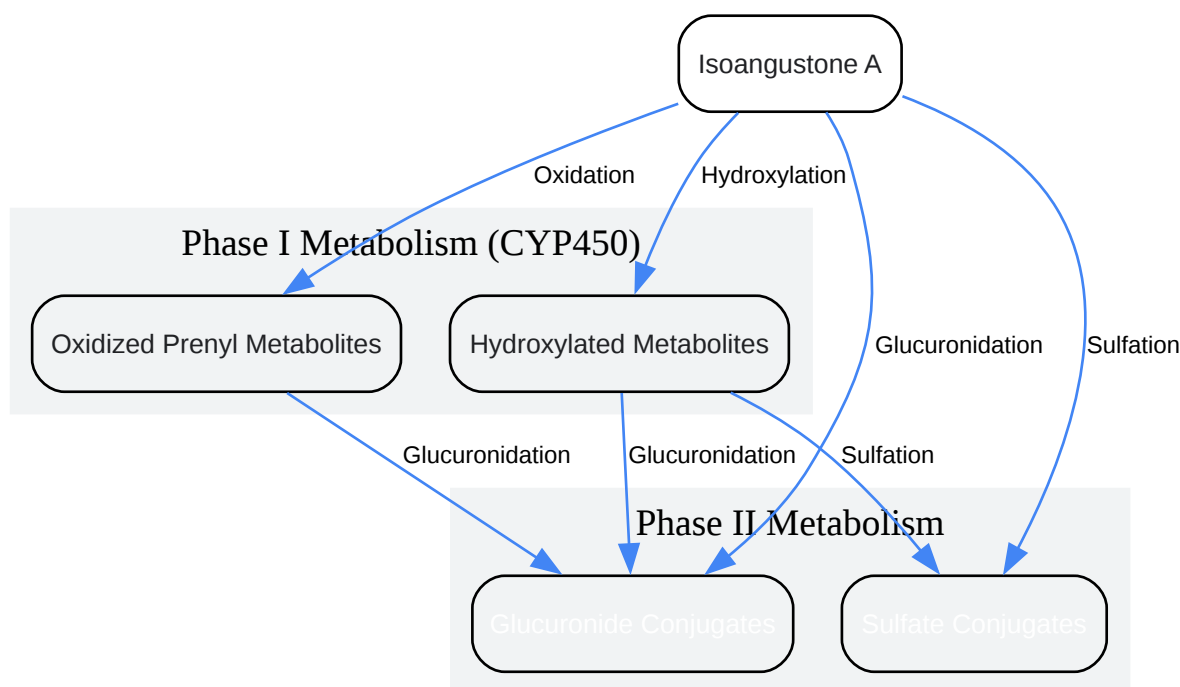 Isoangustone A
Oxidation
Hydroxylation
Phase I Metabolism (CYP450)
Oxidized Prenyl Metabolites
Hydroxylated Metabolites
Glucuronidation
Sulfation
Glucuronidation
Glucuronidation
Sulfation
Phase II Metabolism
Glucuronide Conjugates
Sulfate Conjugates